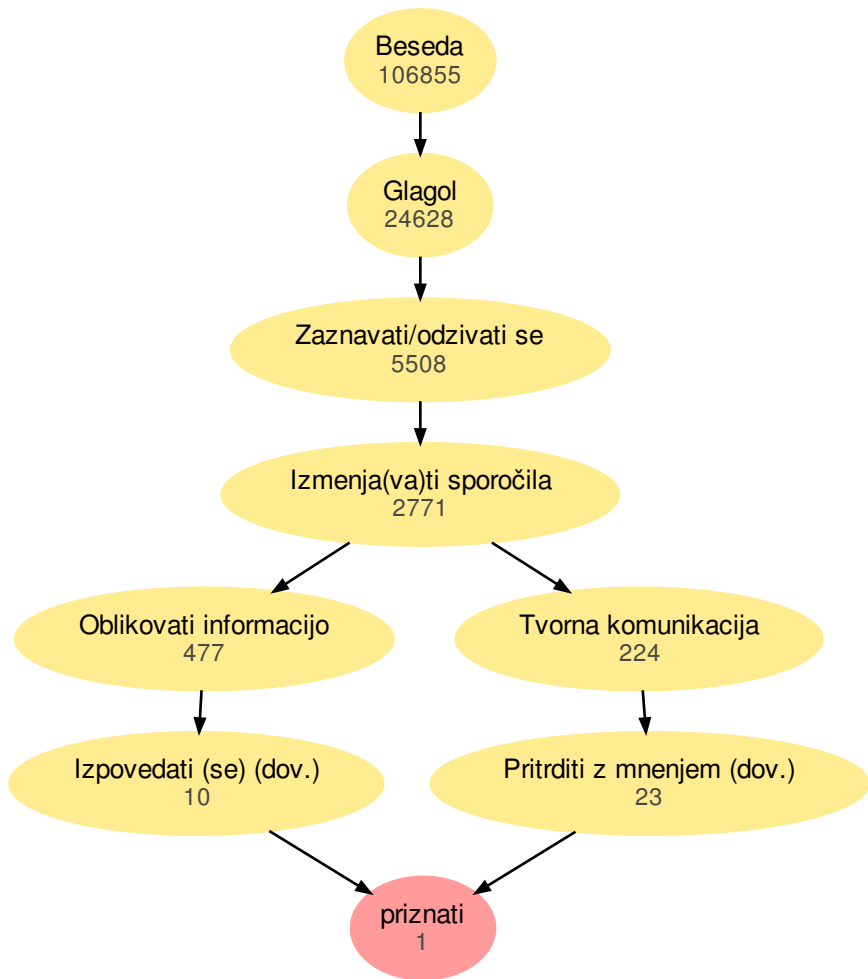 Beseda
106855
Glagol
24628
Zaznavati/odzivati se
5508
Izmenja(va)ti sporočila
2771
Oblikovati informacijo
477
Tvorna komunikacija
224
Izpovedati (se) (dov.)
10
Pritrditi z mnenjem (dov.)
23
priznati
1